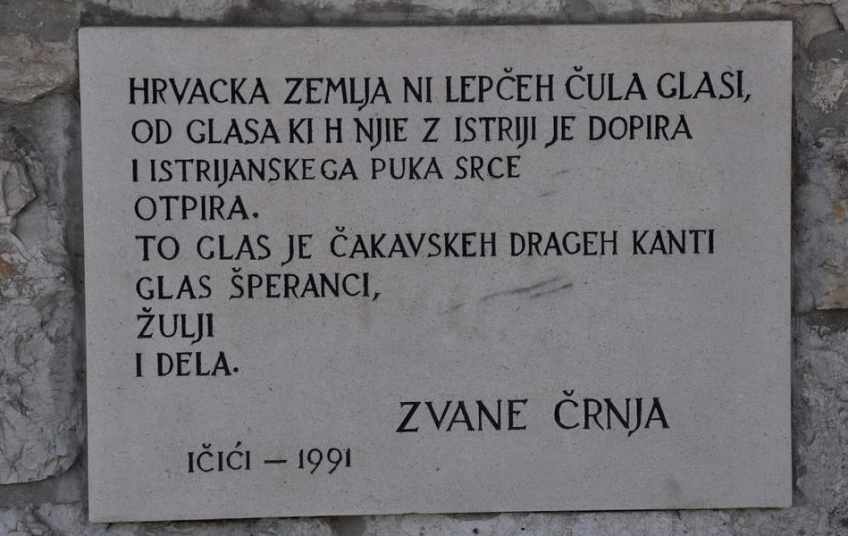 HRVACKA ZEMLJA NI LEPČEH ČULA GLASI,
OD GLASA KI H NJIE Z ISTRIJI JE DOPIRA
I ISTRIJANSKEGA PUKA SRCE
OTPIRA.
TO GLAS JE ČAKAVSKEH DRAGEH KANTI
GLAS ŠPERANCI,
ŽULJI
I DELA.
ZVANE ČRNJA
IČIĆI – 1991